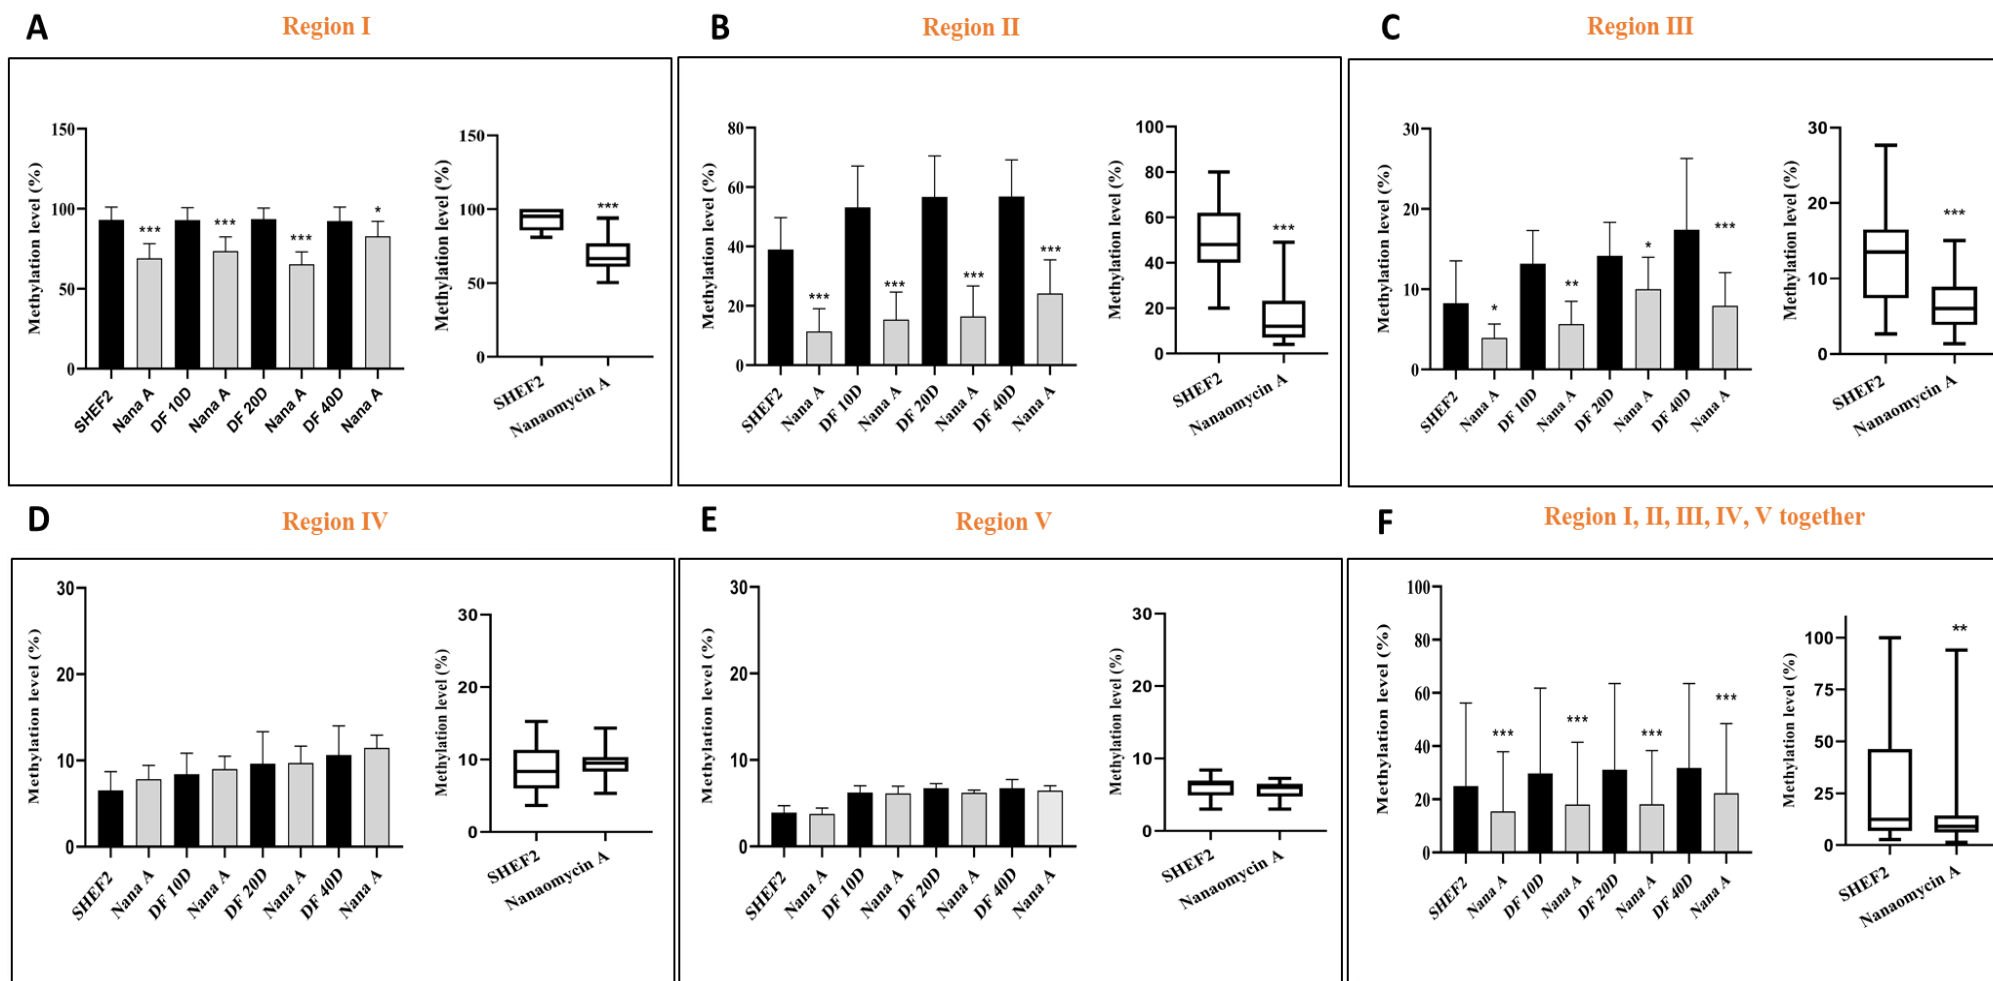 A
Region I
B
Region II
C
Region III
Methylation level (%)
150
100
50
0
***
***
***
*
SHEF2
Nana A
DF 10D
Nana A
DF 20D
Nana A
DF 40D
Nana A
Methylation level (%)
150
100
50
0
***
SHEF2
Nanaomycin A
Methylation level (%)
80
60
40
20
0
***
***
***
***
SHEF2
Nana A
DF 10D
Nana A
DF 20D
Nana A
DF 40D
Nana A
Methylation level (%)
100
80
60
40
20
0
***
SHEF2
Nanaomycin A
Methylation level (%)
30
20
10
0
*
**
*
***
SHEF2
Nana A
DF 10D
Nana A
DF 20D
Nana A
DF 40D
Nana A
Methylation level (%)
30
20
10
0
***
SHEF2
Nanaomycin A
D
Region IV
E
Region V
F
Region I, II, III, IV, V together
Methylation level (%)
30
20
10
0
SHEF2
Nana A
DF 10D
Nana A
DF 20D
Nana A
DF 40D
Nana A
Methylation level (%)
30
20
10
0
SHEF2
Nanaomycin A
Methylation level (%)
30
20
10
0
SHEF2
Nana A
DF 10D
Nana A
DF 20D
Nana A
DF 40D
Nana A
Methylation level (%)
30
20
10
0
SHEF2
Nanaomycin A
Methylation level (%)
100
80
60
40
20
0
***
***
***
***
SHEF2
Nana A
DF 10D
Nana A
DF 20D
Nana A
DF 40D
Nana A
Methylation level (%)
100
75
50
25
0
**
SHEF2
Nanaomycin A